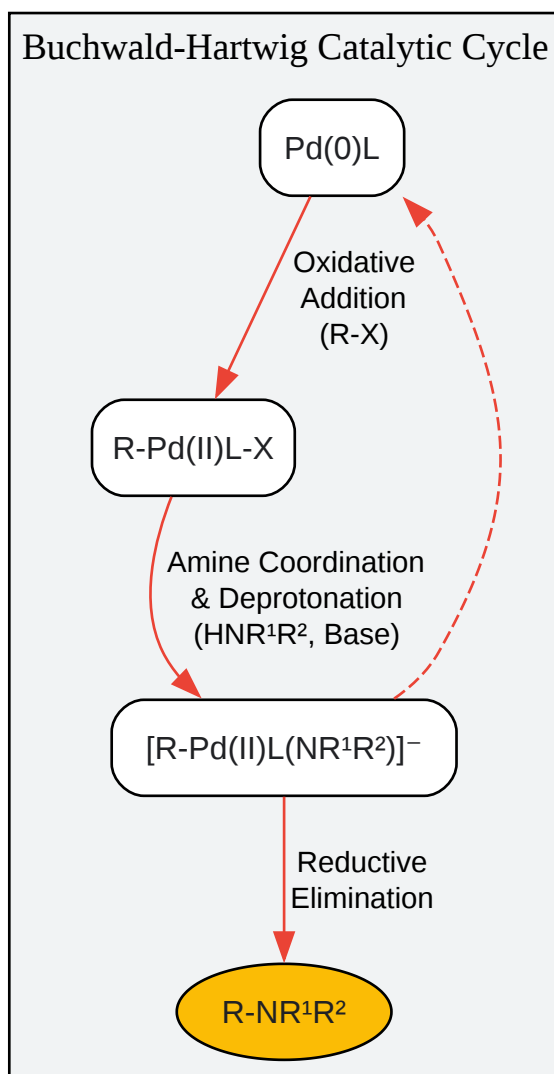 Buchwald-Hartwig Catalytic Cycle
Pd(0)L
Oxidative
Addition
(R-X)
R-Pd(II)L-X
Amine Coordination
& Deprotonation
(HNR¹R², Base)
[R-Pd(II)L(NR¹R²)]⁻
Reductive
Elimination
R-NR¹R²